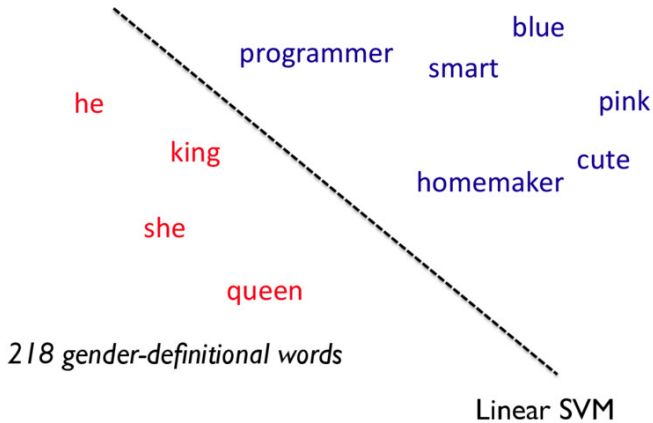 blue
programmer
smart
he
pink
king
cute
homemaker
she
queen
218 gender-definitional words
Linear SVM